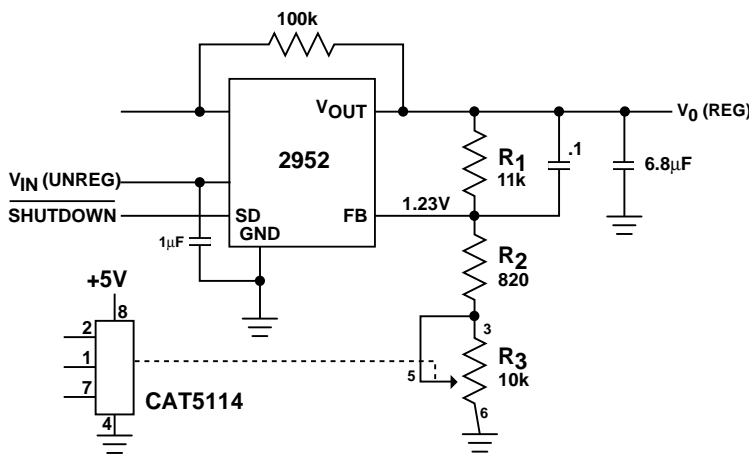 100k
VOUT
V0 (REG)
2952
R1
11k
.1
6.8µF
VIN (UNREG)
SHUTDOWN
SD
FB
1.23V
GND
1µF
R2
820
+5V
8
2
1
7
4
CAT5114
3
5
R3
10k
6